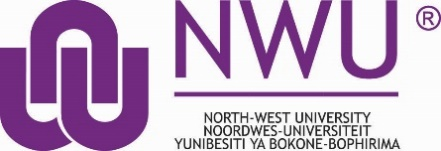 NWU ®
NORTH-WEST UNIVERSITY
NOORDWES-UNIVERSITEIT
YUNIBESITI YA BOKONE-BOPHIRIMA